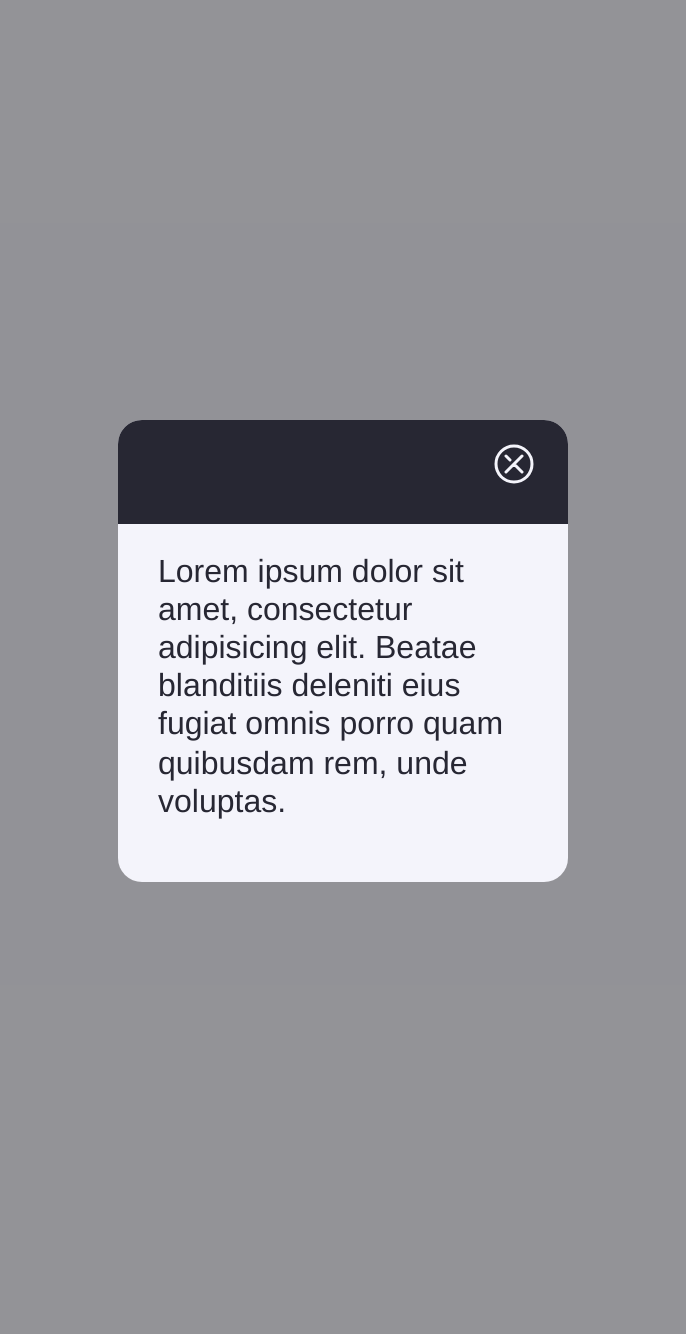 Lorem ipsum dolor sit
amet, consectetur
adipisicing elit. Beatae
blanditiis deleniti eius
fugiat omnis porro quam
quibusdam rem, unde
voluptas.